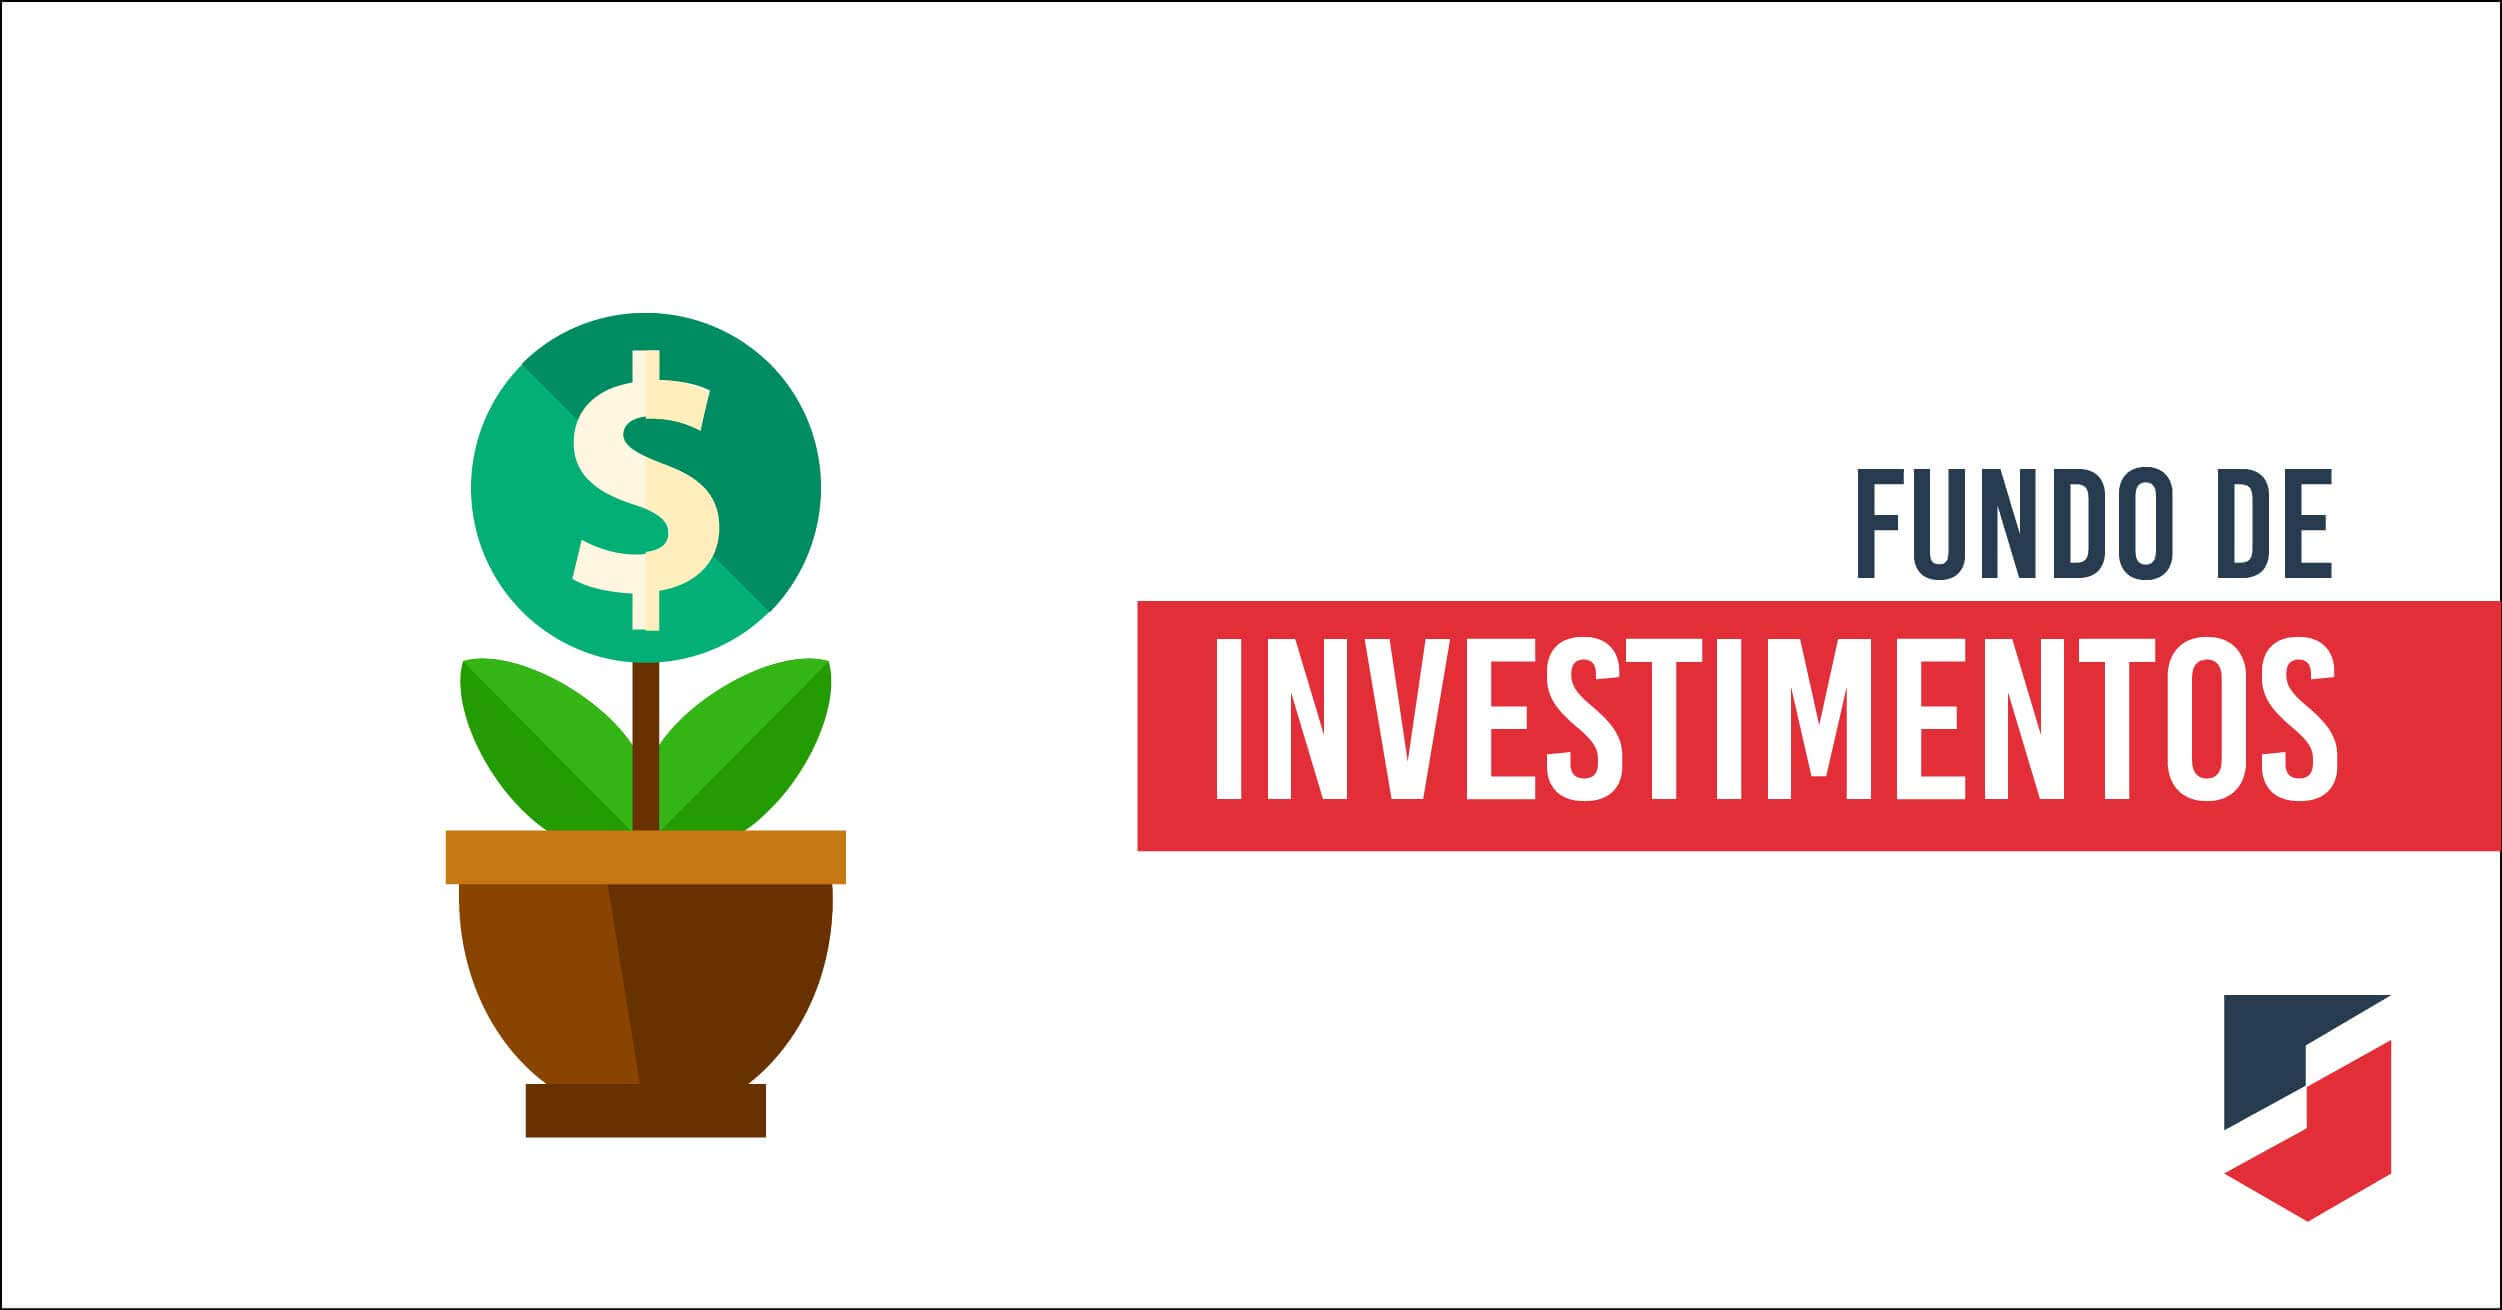 $
FUNDO DE
INVESTIMENTOS